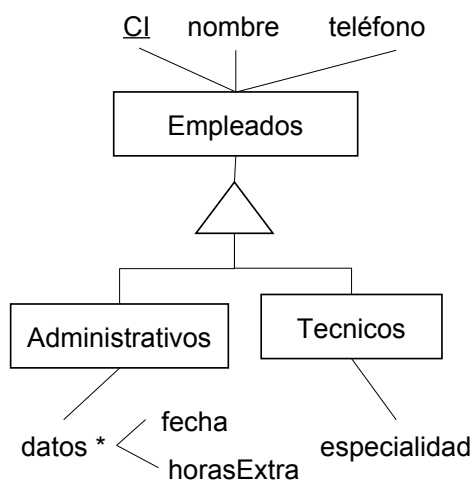 CI nombre teléfono
Empleados
Administrativos
Tecnicos
fecha
datos *
horasExtra
especialidad